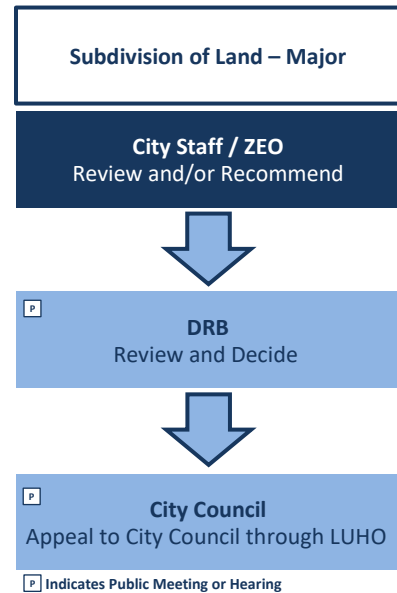 Subdivision of Land – Major
City Staff / ZEO
Review and/or Recommend
P
DRB
Review and Decide
P
City Council
Appeal to City Council through LUHO
P Indicates Public Meeting or Hearing